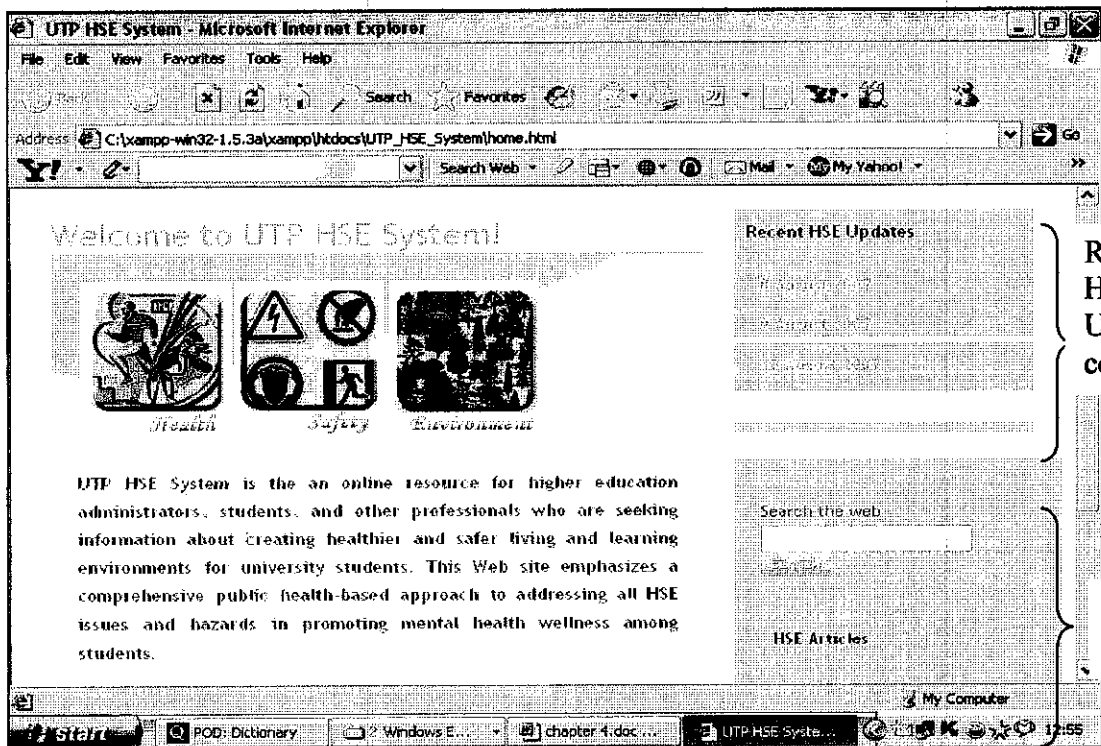 UTP HSE System - Microsoft Internet Explorer
File Edit View Favorites Tools Help
Back Search Favorites
Address C:\xampp-win32-1.5.3a\xampp\htdocs\UTP_HSE_System\home.html Go
Y! Search Web Mail My Yahoo! »
Welcome to UTP HSE System!
Health Safety Environment
UTP HSE System is the an online resource for higher education
administrators, students, and other professionals who are seeking
information about creating healthier and safer living and learning
environments for university students. This Web site emphasizes a
comprehensive public health-based approach to addressing all HSE
issues and hazards in promoting mental health wellness among
students.
Recent HSE Updates
Search the web
HSE Articles
R
H
U
co
My Computer
start POD: Dictionary 2 Windows E... chapter 4.doc ... UTP HSE Syste... 12:55